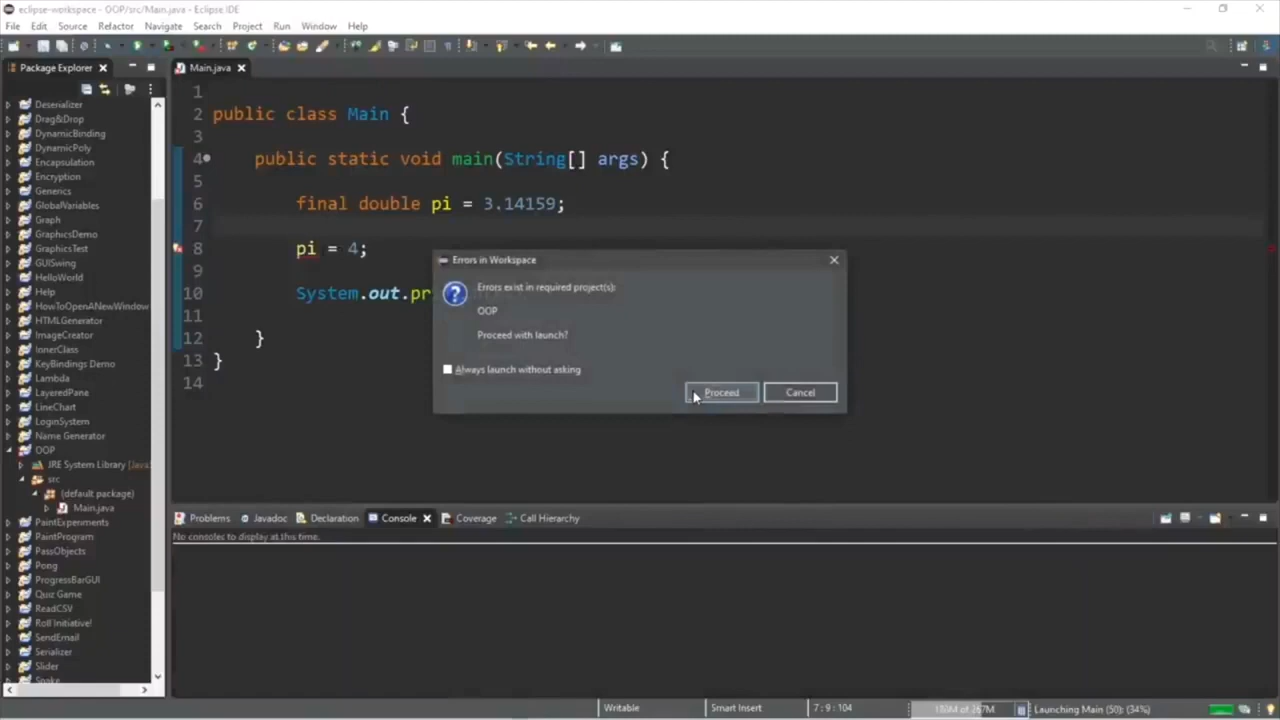 eclipse-workspace - OOP/src/Main.java - Eclipse IDE
File Edit Source Refactor Navigate Search Project Run Window Help
Package Explorer
Main.java
Deserializer
Drag&Drop
DynamicBinding
DynamicPoly
Encapsulation
Encryption
Generics
GlobalVariables
Graph
GraphicsDemo
GraphicsTest
GUISwing
HelloWorld
Help
HowToOpenANewWindow
HTMLGenerator
ImageCreator
InnerClass
KeyBindings Demo
Lambda
LayeredPane
LineChart
LoginSystem
Name Generator
OOP
JRE System Library [Java
src
(default package)
Main.java
PaintExperments
PaintProgram
PassObjects
Pong
ProgressBarGUI
Quiz Game
ReadCSV
Roll Initiative!
SendEmail
Serializer
Slider
Snake
1
2 public class Main {
3
4 public static void main(String[] args) {
5
6 final double pi = 3.14159;
7
8 pi = 4;
9
10 System.out.pr
11
12 }
13 }
14
Errors in Workspace
Errors exist in required project(s):
OOP
Proceed with launch?
Always launch without asking
Proceed Cancel
Problems Javadoc Declaration Console Coverage Call Hierarchy
No consoles to display at this time.
Writable Smart Insert 7 : 9 : 104 Launching Main (50): (34%)